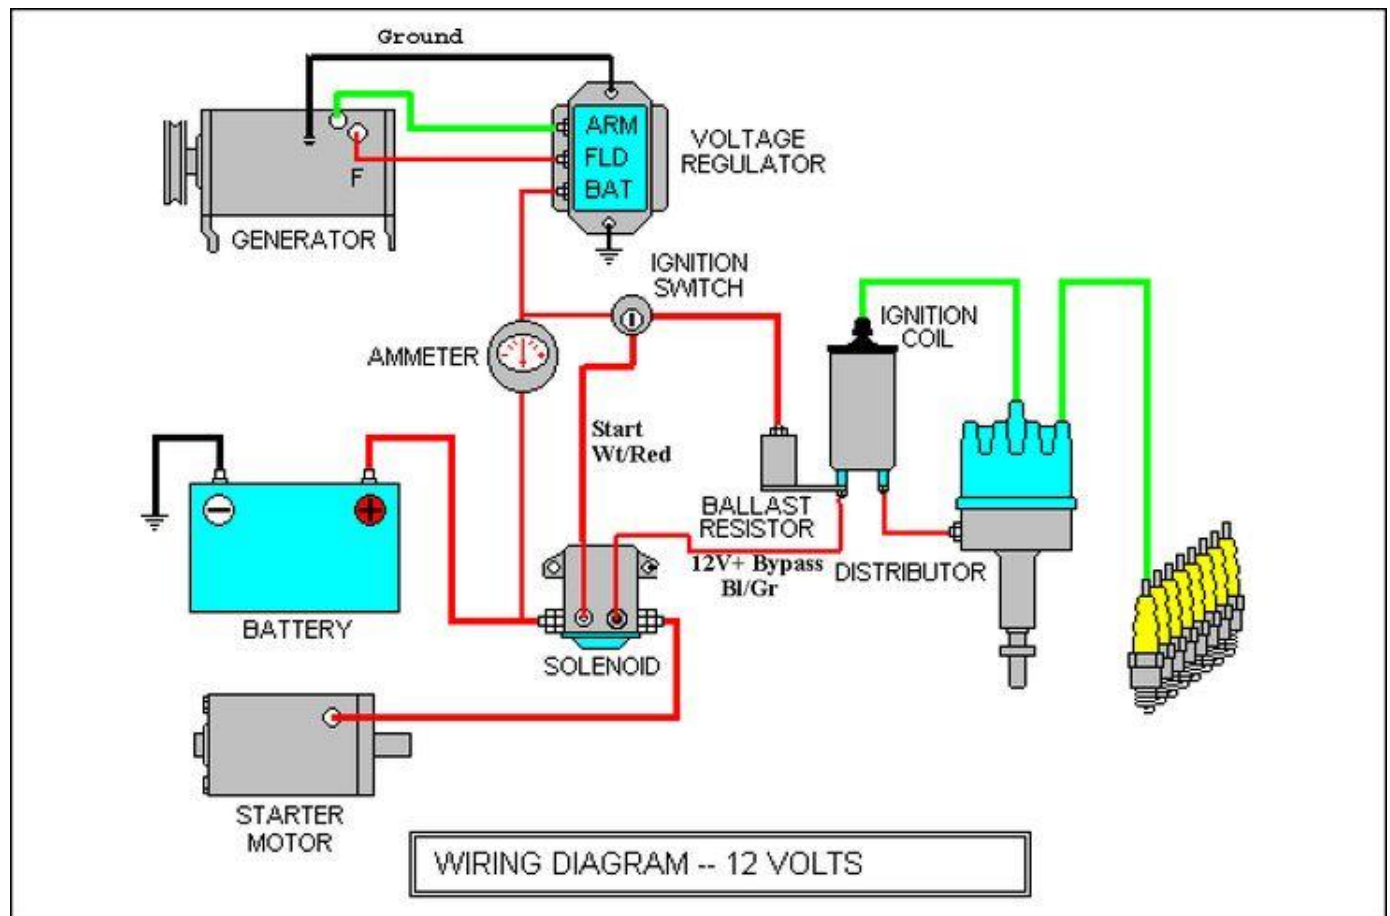 Ground
ARM
FLD
BAT
VOLTAGE
REGULATOR
F
GENERATOR
IGNITION
SWITCH
IGNITION
COIL
AMMETER
Start
Wt/Red
BALLAST
RESISTOR
12V+ Bypass
Bl/Gr
DISTRIBUTOR
BATTERY
SOLENOID
STARTER
MOTOR
WIRING DIAGRAM -- 12 VOLTS